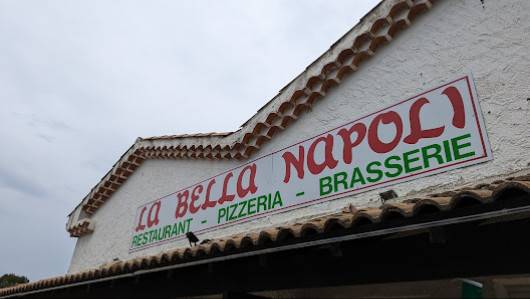 LA BELLA NAPOLI
RESTAURANT - PIZZERIA - BRASSERIE